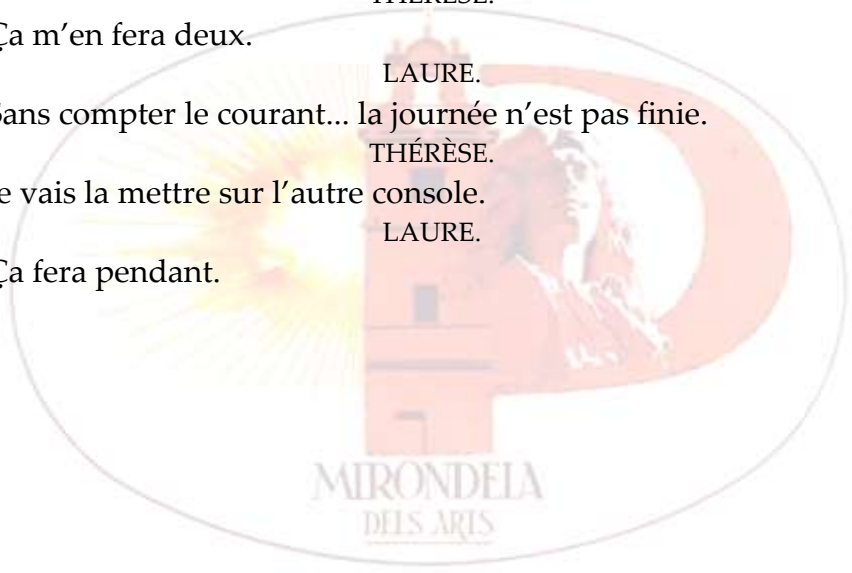 THÉRÈSE.
Ça m’en fera deux.
LAURE.
Sans compter le courant... la journée n’est pas finie.
THÉRÈSE.
e vais la mettre sur l’autre console.
LAURE.
Ça fera pendant.
MIRONDELA
DELS ARTS